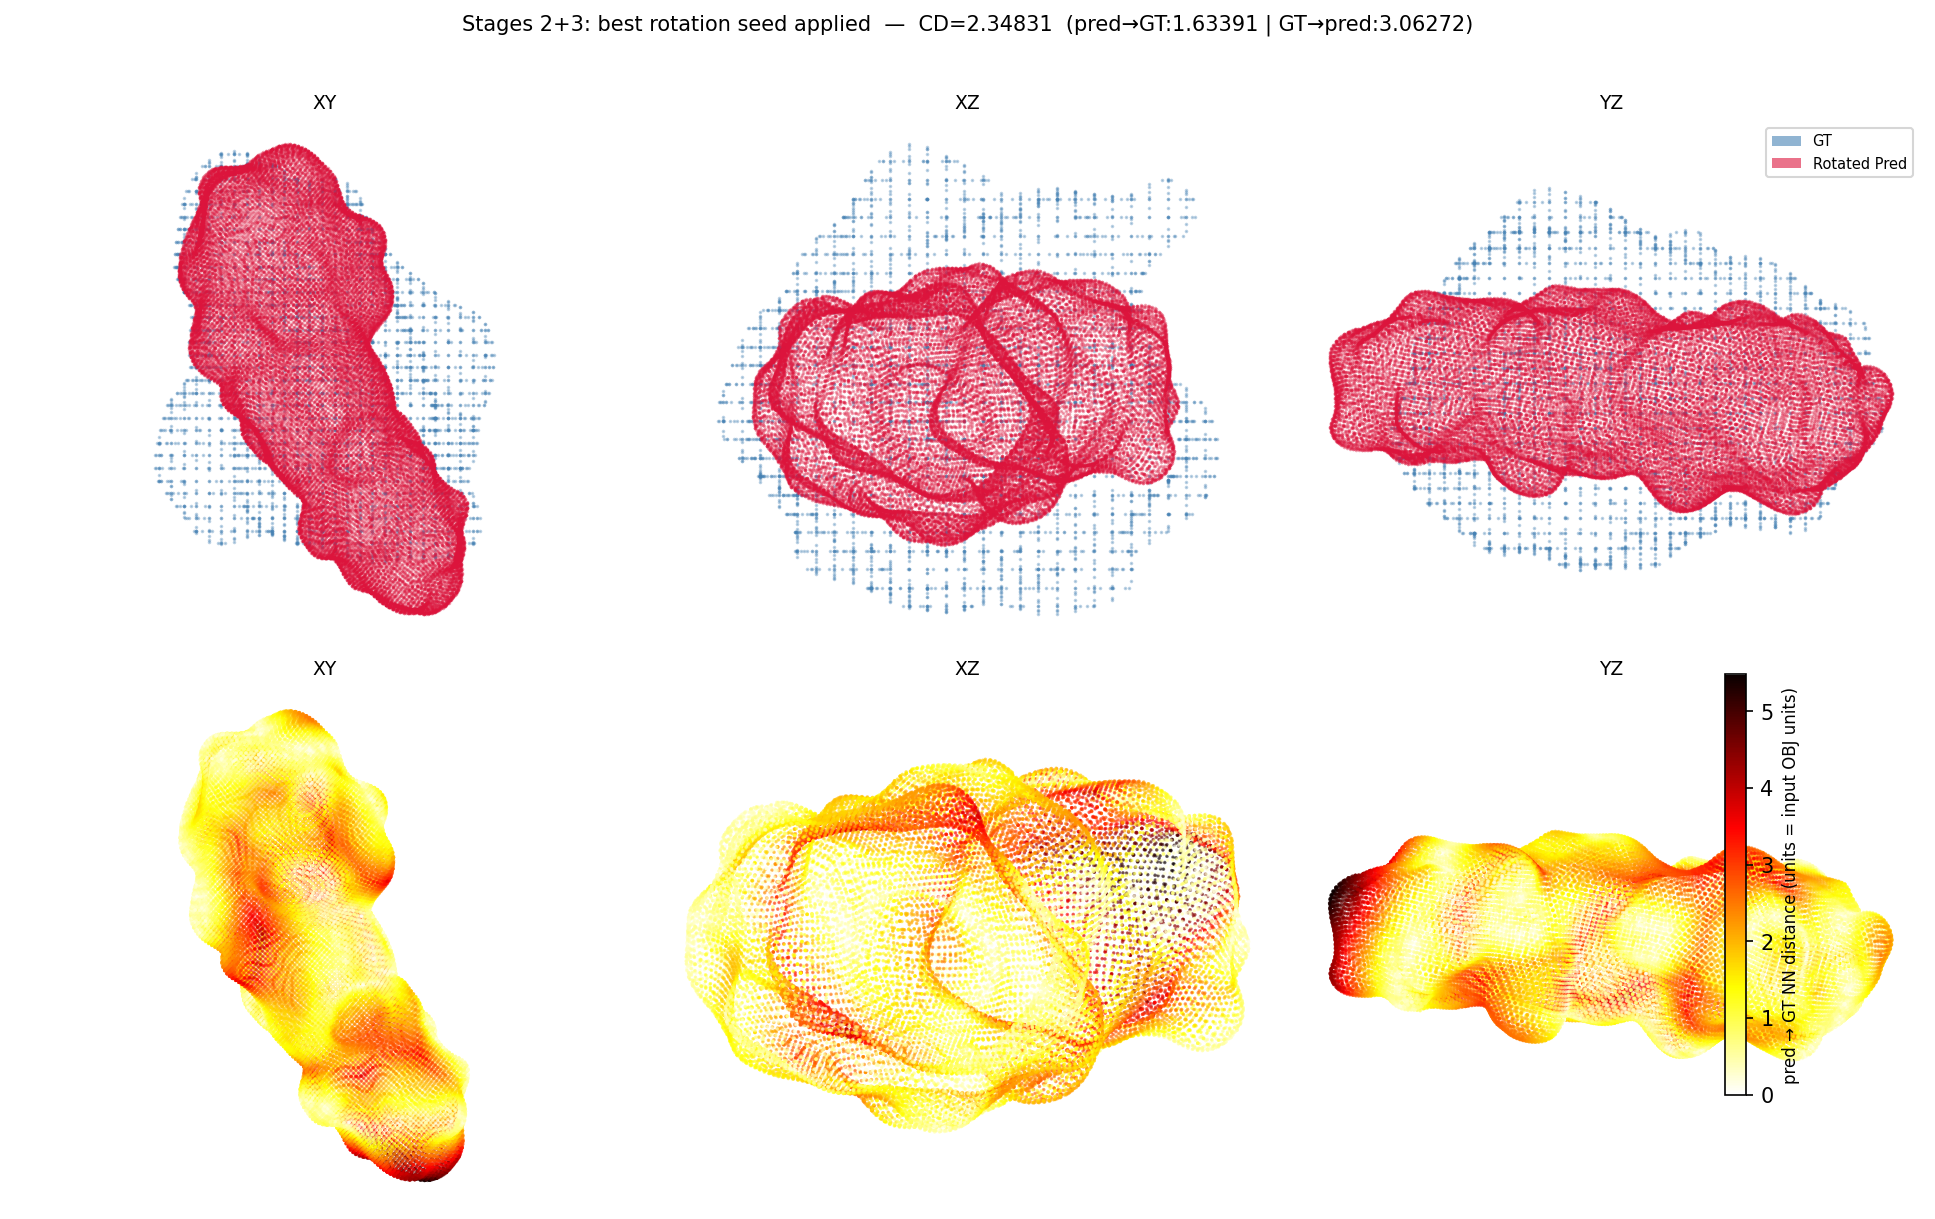 Stages 2+3: best rotation seed applied  —  CD=2.34831  (pred→GT:1.63391 | GT→pred:3.06272)
XY
XZ
YZ
GT
Rotated Pred
XY
XZ
YZ
5
4
3
2
1
0
pred → GT NN distance (units = input OBJ units)